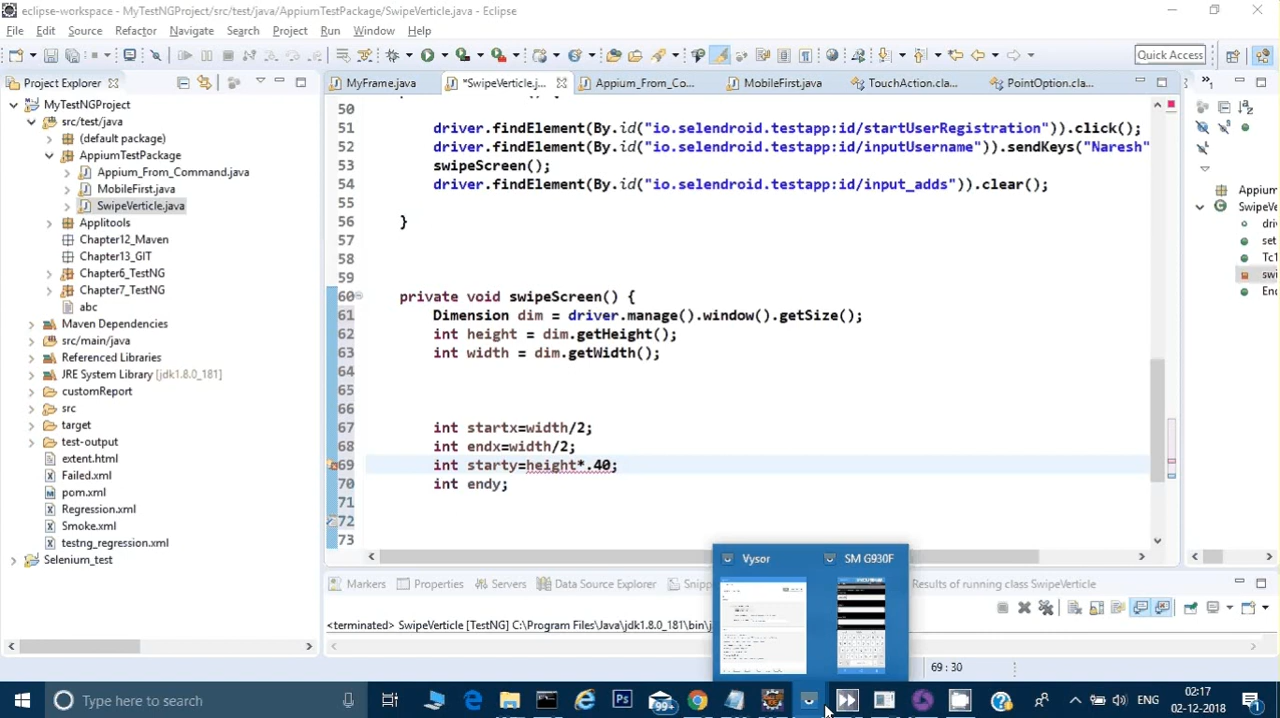 eclipse-workspace - MyTestNGProject/src/test/java/AppiumTestPackage/SwipeVerticle.java - Eclipse
File Edit Source Refactor Navigate Search Project Run Window Help
Quick Access
Project Explorer
MyFrame.java
*SwipeVerticle.j...
Appium_From_Co...
MobileFirst.java
TouchAction.cla...
PointOption.cla...
MyTestNGProject
src/test/java
(default package)
AppiumTestPackage
Appium_From_Command.java
MobileFirst.java
SwipeVerticle.java
Applitools
Chapter12_Maven
Chapter13_GIT
Chapter6_TestNG
Chapter7_TestNG
abc
Maven Dependencies
src/main/java
Referenced Libraries
JRE System Library [jdk1.8.0_181]
customReport
src
target
test-output
extent.html
Failed.xml
pom.xml
Regression.xml
Smoke.xml
testng_regression.xml
Selenium_test
50
51 driver.findElement(By.id("io.selendroid.testapp:id/startUserRegistration")).click();
52 driver.findElement(By.id("io.selendroid.testapp:id/inputUsername")).sendKeys("Naresh"
53 swipeScreen();
54 driver.findElement(By.id("io.selendroid.testapp:id/input_adds")).clear();
55
56 }
57
58
59
60 private void swipeScreen() {
61 Dimension dim = driver.manage().window().getSize();
62 int height = dim.getHeight();
63 int width = dim.getWidth();
64
65
66
67 int startx=width/2;
68 int endx=width/2;
69 int starty=height*.40;
70 int endy;
71
72
73
Appium
SwipeVe
driv
set
Tc1
swi
En
Markers Properties Servers Data Source Explorer Snipp
Results of running class SwipeVerticle
<terminated> SwipeVerticle [TestNG] C:\Program Files\Java\jdk1.8.0_181\bin\j
Vysor
SM G930F
69 : 30
Type here to search
99+
ENG
02:17
02-12-2018
1